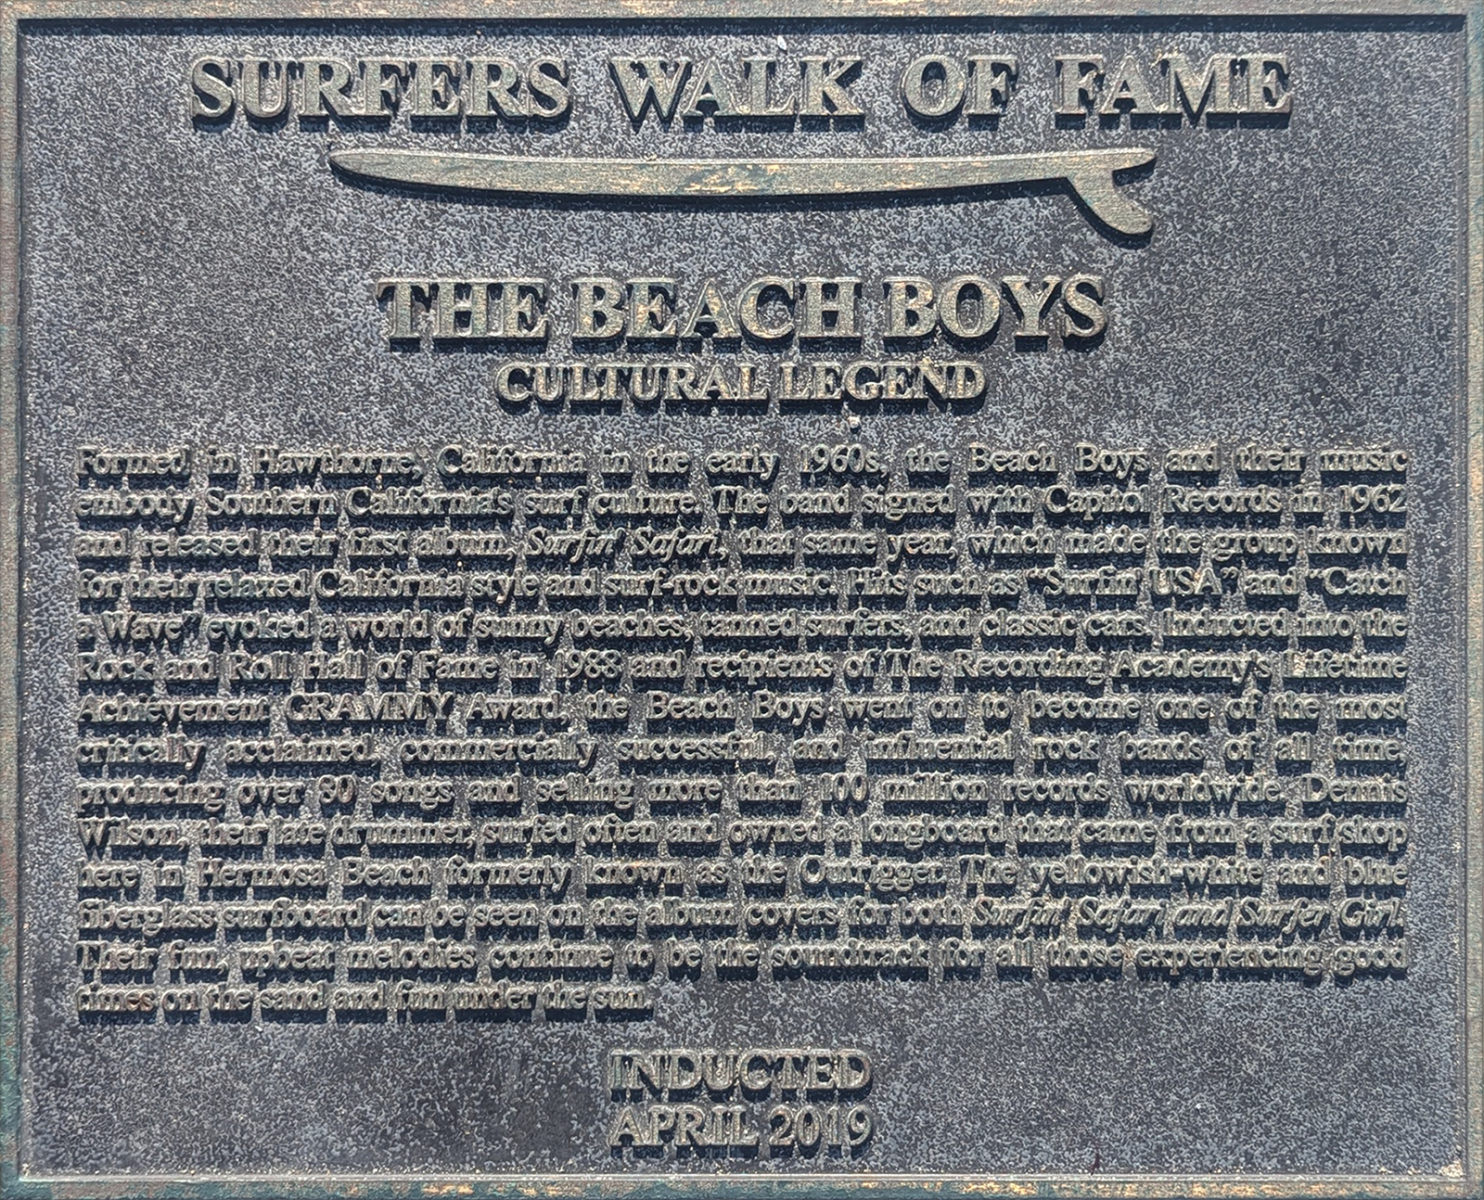 SURFERS WALK OF FAME
THE BEACH BOYS
CULTURAL LEGEND
Formed in Hawthorne, California in the early 1960s, the Beach Boys and their music
embody Southern California's surf culture. The band signed with Capitol Records in 1962
and released their first album, Surfin' Safari, that same year, which made the group known
for their relaxed California style and surf-rock music. Hits such as "Surfin' USA" and "Catch
a Wave" evoked a world of sunny beaches, tanned surfers, and classic cars. Inducted into the
Rock and Roll Hall of Fame in 1988 and recipients of The Recording Academy's Lifetime
Achievement GRAMMY Award, the Beach Boys went on to become one of the most
critically acclaimed, commercially successful, and influential rock bands of all time,
producing over 80 songs and selling more than 100 million records worldwide. Dennis
Wilson, their late drummer, surfed often and owned a longboard that came from a surf shop
here in Hermosa Beach formerly known as the Outrigger. The yellowish-white and blue
fiberglass surfboard can be seen on the album covers for both Surfin' Safari and Surfer Girl.
Their fun, upbeat melodies continue to be the soundtrack for all those experiencing good
times on the sand and fun under the sun.
INDUCTED
APRIL 2019